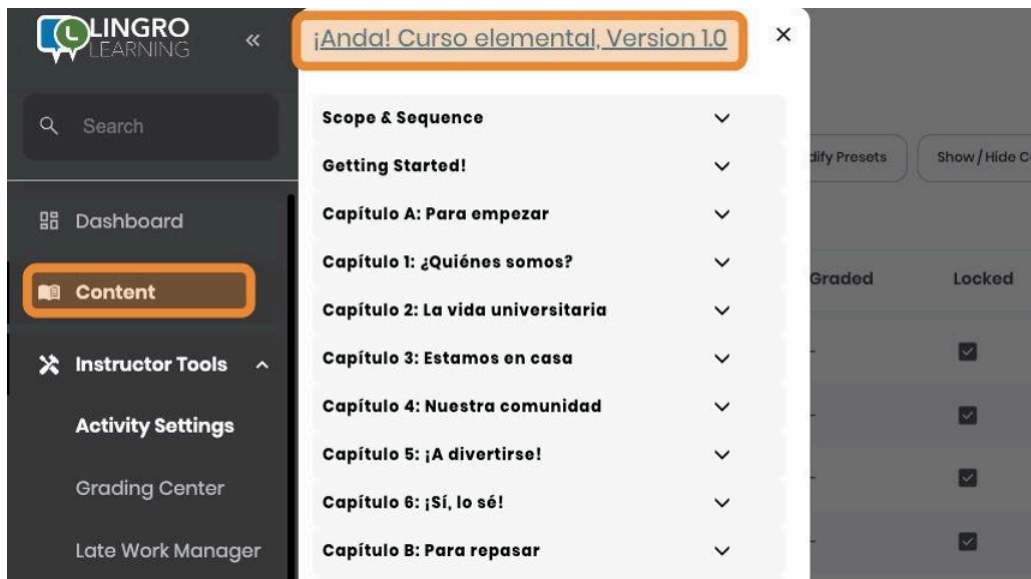 LINGRO
LEARNING
Search
Dashboard
Content
Instructor Tools
Activity Settings
Grading Center
Late Work Manager
¡Anda! Curso elemental, Version 1.0
Scope & Sequence
Getting Started!
Capítulo A: Para empezar
Capítulo 1: ¿Quiénes somos?
Capítulo 2: La vida universitaria
Capítulo 3: Estamos en casa
Capítulo 4: Nuestra comunidad
Capítulo 5: ¡A divertirse!
Capítulo 6: ¡Sí, lo sé!
Capítulo B: Para repasar
Presets
Show / Hide
Graded
Locked